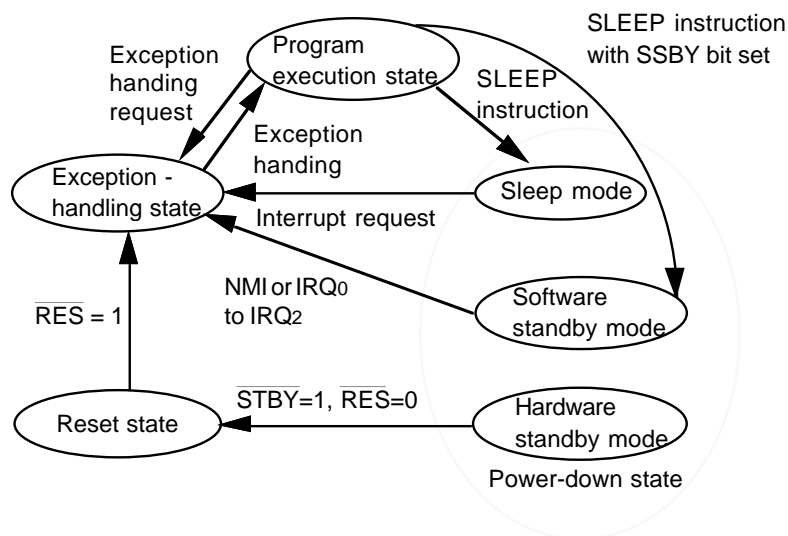 SLEEP instruction
with SSBY bit set
Program
execution state
Exception
handing
request
SLEEP
instruction
Exception
handing
Exception -
handling state
Sleep mode
Interrupt request
NMI or IRQ0
to IRQ2
Software
standby mode
RES = 1
STBY=1, RES=0
Reset state
Hardware
standby mode
Power-down state